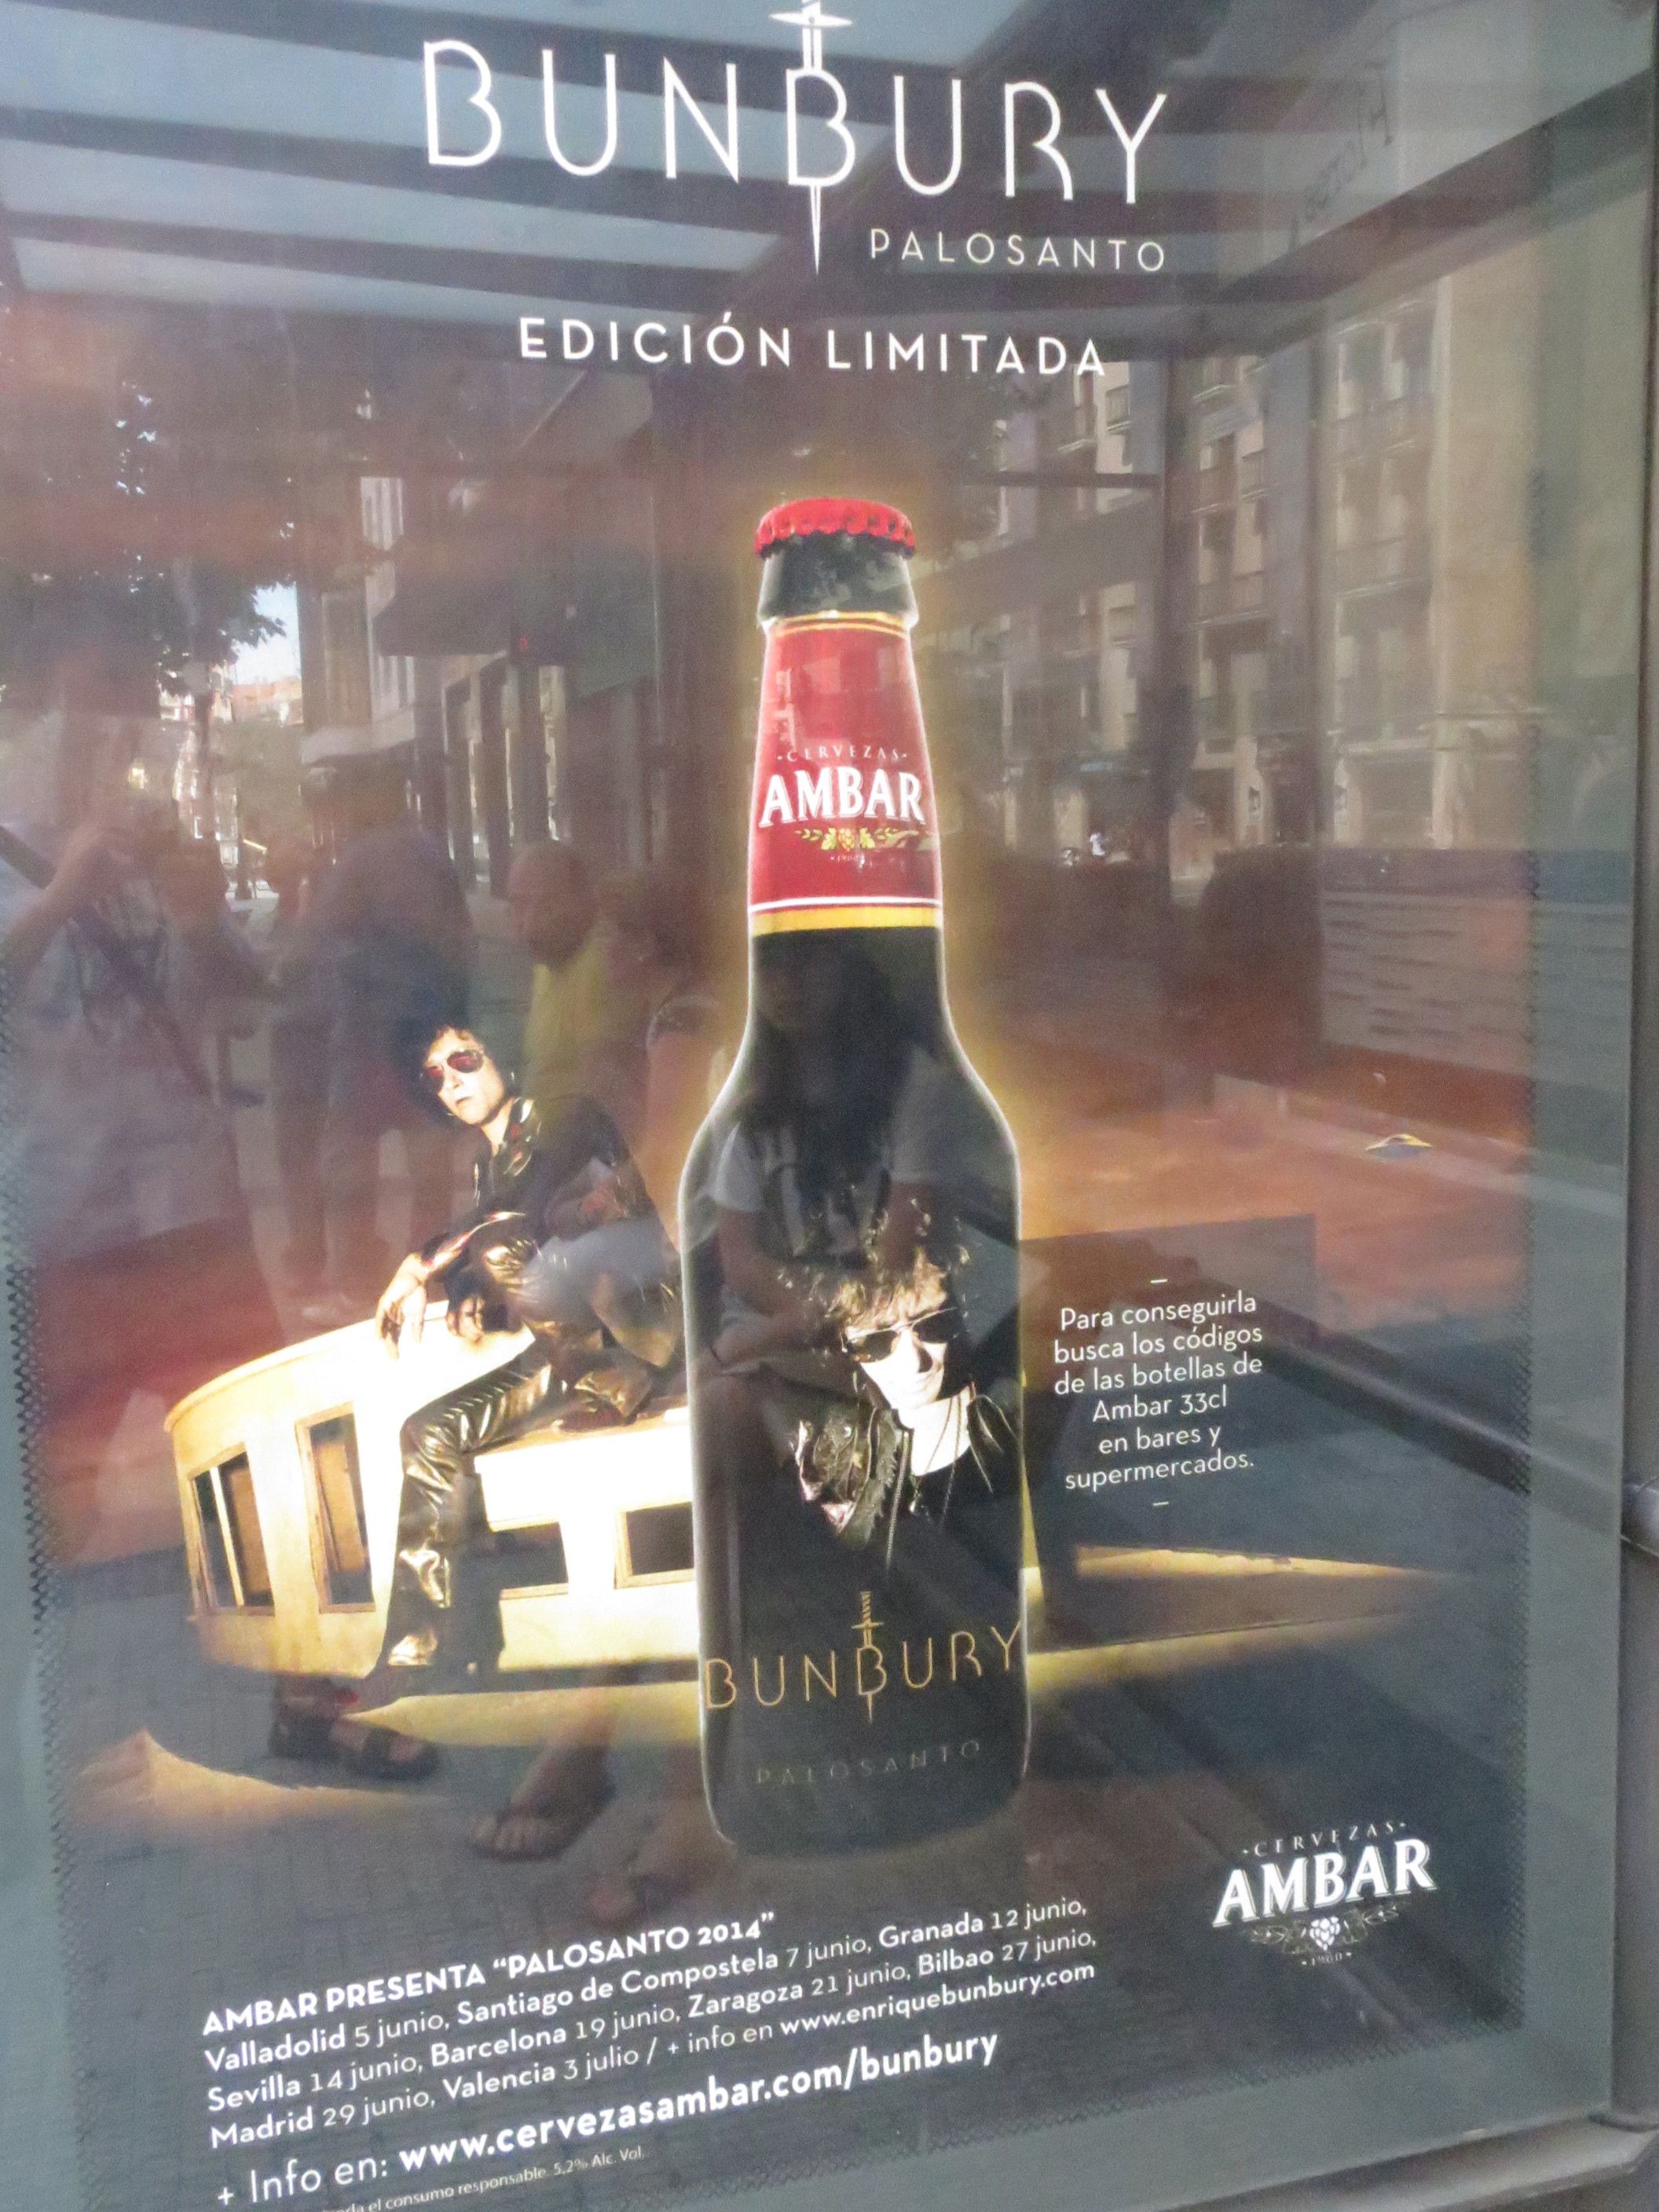 BUNBURY
PALOSANTO
EDICIÓN LIMITADA
·CERVEZAS·
AMBAR
Para conseguirla
busca los códigos
de las botellas de
Ambar 33cl
en bares y
supermercados.
BUNBURY
PALOSANTO
·CERVEZAS·
AMBAR
·1900·
AMBAR PRESENTA “PALOSANTO 2014”
Valladolid 5 junio, Santiago de Compostela 7 junio, Granada 12 junio,
Sevilla 14 junio, Barcelona 19 junio, Zaragoza 21 junio, Bilbao 27 junio,
Madrid 29 junio, Valencia 3 julio / + info en www.enriquebunbury.com
+ Info en: www.cervezasambar.com/bunbury
el consumo responsable. 5,2% Alc. Vol.